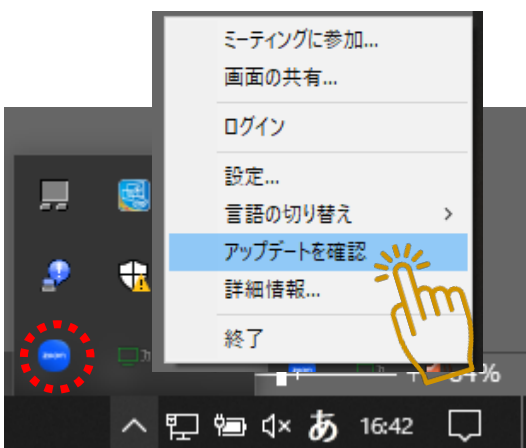 ミーティングに参加...
画面の共有...
ログイン
設定...
言語の切り替え
アップデートを確認
詳細情報...
終了
zoom
あ
16:42